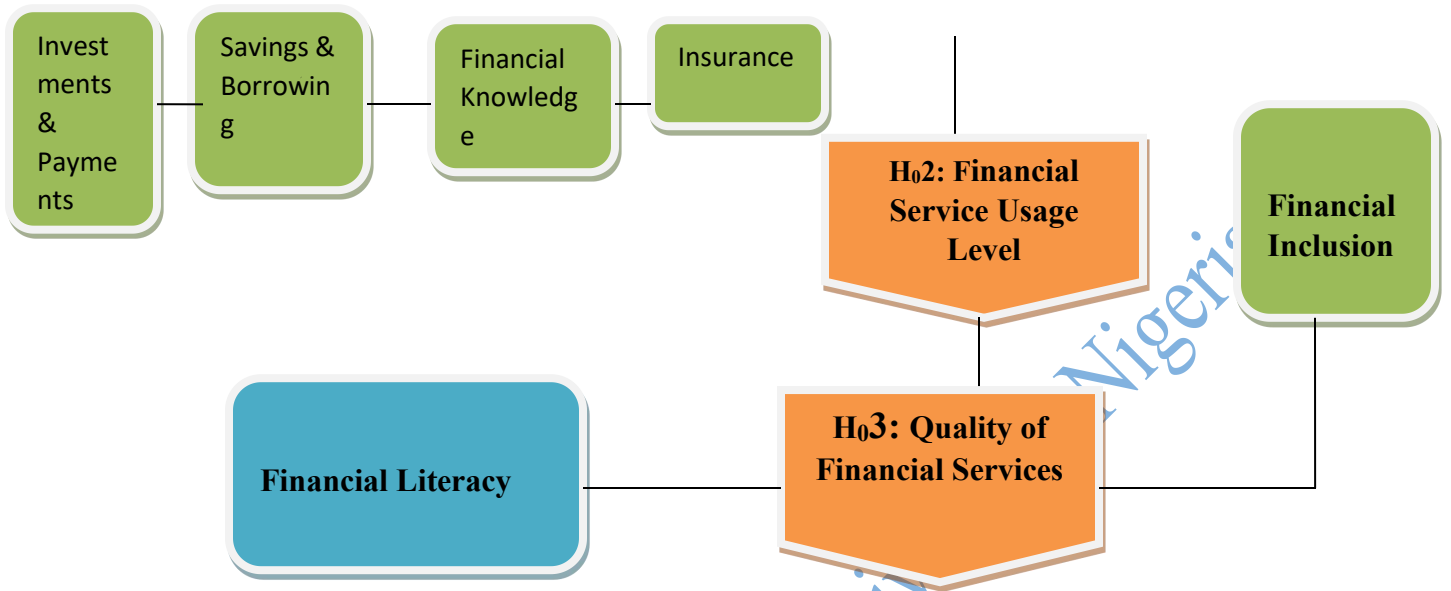 Invest
ments
&
Payme
nts
Savings &
Borrowin
g
Financial
Knowledg
e
Insurance
H₀2: Financial
Service Usage
Level
Financial
Inclusion
H₀3: Quality of
Financial Services
Financial Literacy